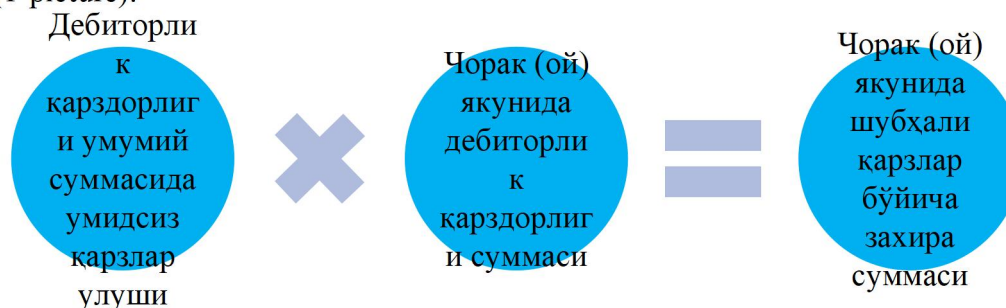 Дебиторли
к
қарздорлиг
и умумий
суммасида
умидсиз
қарзлар
улуши
Чорак (ой)
якунида
дебиторли
к
қарздорлиг
и суммаси
Чорак (ой)
якунида
шубҳали
қарзлар
бўйича
захира
суммаси